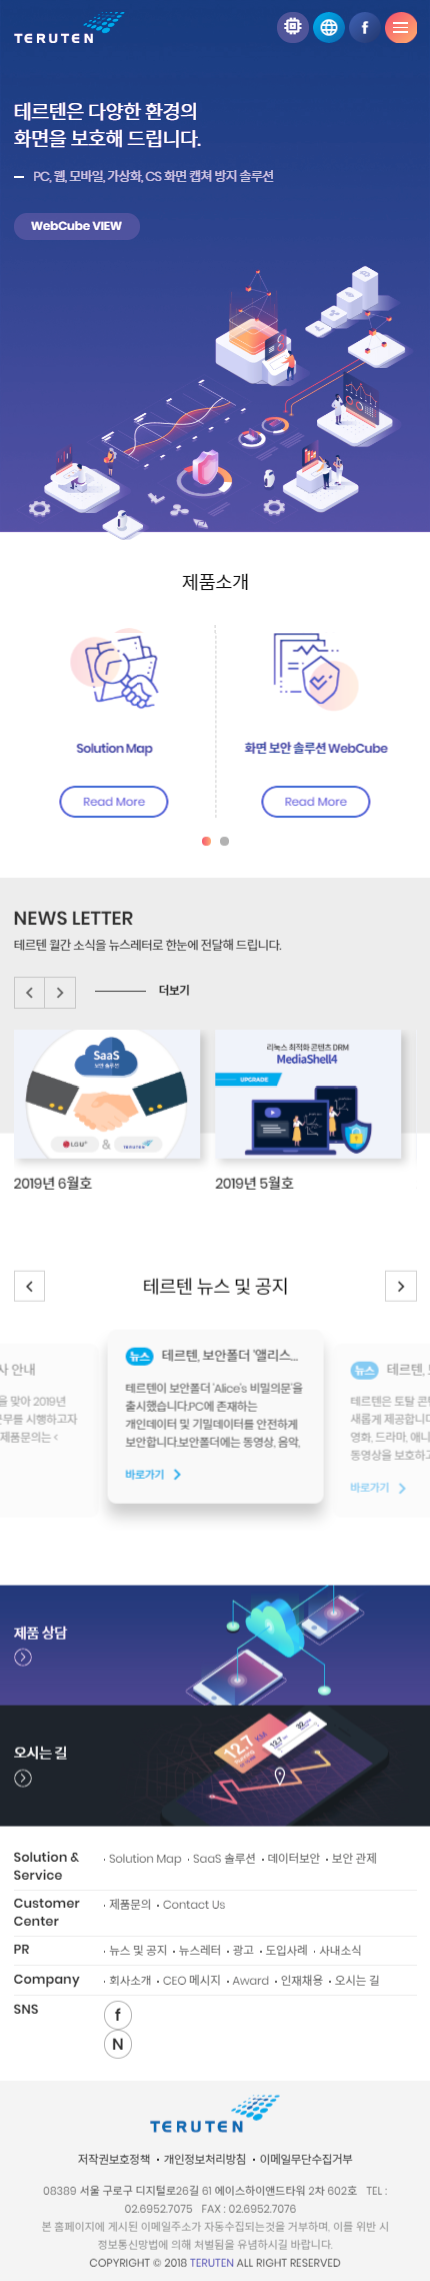 TERUTEN
f
테르텐은 다양한 환경의
화면을 보호해 드립니다.
PC, 웹, 모바일, 가상화, CS 화면 캡쳐 방지 솔루션
WebCube VIEW
제품소개
Solution Map
화면 보안 솔루션 WebCube
Read More
Read More
NEWS LETTER
테르텐 월간 소식을 뉴스레터로 한눈에 전달해 드립니다.
더보기
SaaS
LG U+ & TERUTEN
리눅스 최적화 콘텐츠 DRM
MediaShell4
UPGRADE
2019년 6월호
2019년 5월호
테르텐 뉴스 및 공지
사 안내
을 맞아 2019년
근무를 시행하고자
제품문의는 <
뉴스 테르텐, 보안폴더 '앨리스...
테르텐이 보안폴더 'Alice's 비밀의문'을
출시했습니다.PC에 존재하는
개인데이터 및 기밀데이터를 안전하게
보안합니다.보안폴더에는 동영상, 음악,
바로가기
뉴스 테르텐,
테르텐은 토탈 콘텐
새롭게 제공합니다
영화, 드라마, 애니
동영상을 보호하고
바로가기
제품 상담
오시는 길
12.7
12.7
Solution &
Service
· Solution Map · SaaS 솔루션 · 데이터보안 · 보안 관제
Customer
Center
· 제품문의 · Contact Us
PR
· 뉴스 및 공지 · 뉴스레터 · 광고 · 도입사례 · 사내소식
Company
· 회사소개 · CEO 메시지 · Award · 인재채용 · 오시는 길
SNS
f
N
TERUTEN
저작권보호정책 · 개인정보처리방침 · 이메일무단수집거부
08389 서울 구로구 디지털로26길 61 에이스하이앤드타워 2차 602호 TEL :
02.6952.7075 FAX : 02.6952.7076
본 홈페이지에 게시된 이메일주소가 자동수집되는것을 거부하며, 이를 위반 시
정보통신망법에 의해 처벌됨을 유념하시길 바랍니다.
COPYRIGHT © 2018 TERUTEN ALL RIGHT RESERVED